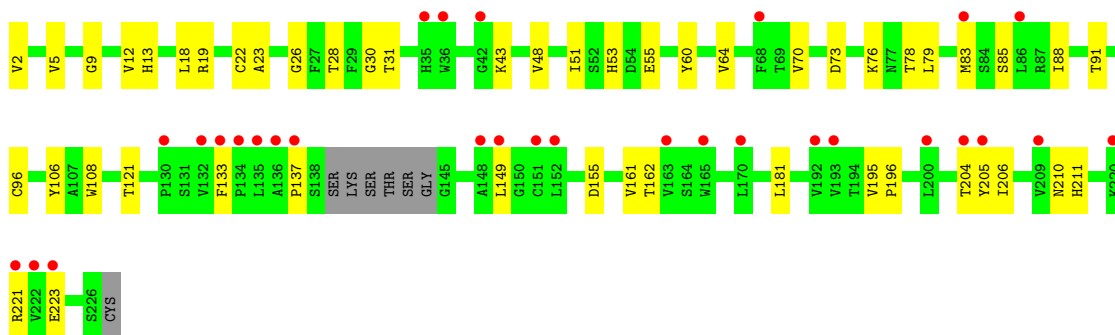 V2 V5 G9 V12 H13 L18 R19 C22 A23 G26 F27 T28 F29 G30 T31 H35 W36 G42 K43 V48 I51 S52 H53 D54 E55 Y60 V64 F68 T69 V70 D73 K76 N77 T78 L79 M83 S84 S85 L86 R87 I88 T91
C96 Y106 A107 W108 T121 P130 S131 V132 F133 P134 L135 A136 P137 S138 SER LYS SER THR SER GLY G145 A148 L149 G150 C151 L152 D155 V161 T162 V163 S164 W165 L170 L181 V192 V193 T194 V195 P196 L200 T204 Y205 I206 V209 N210 H211
R221 V222 E223 S226 CYS